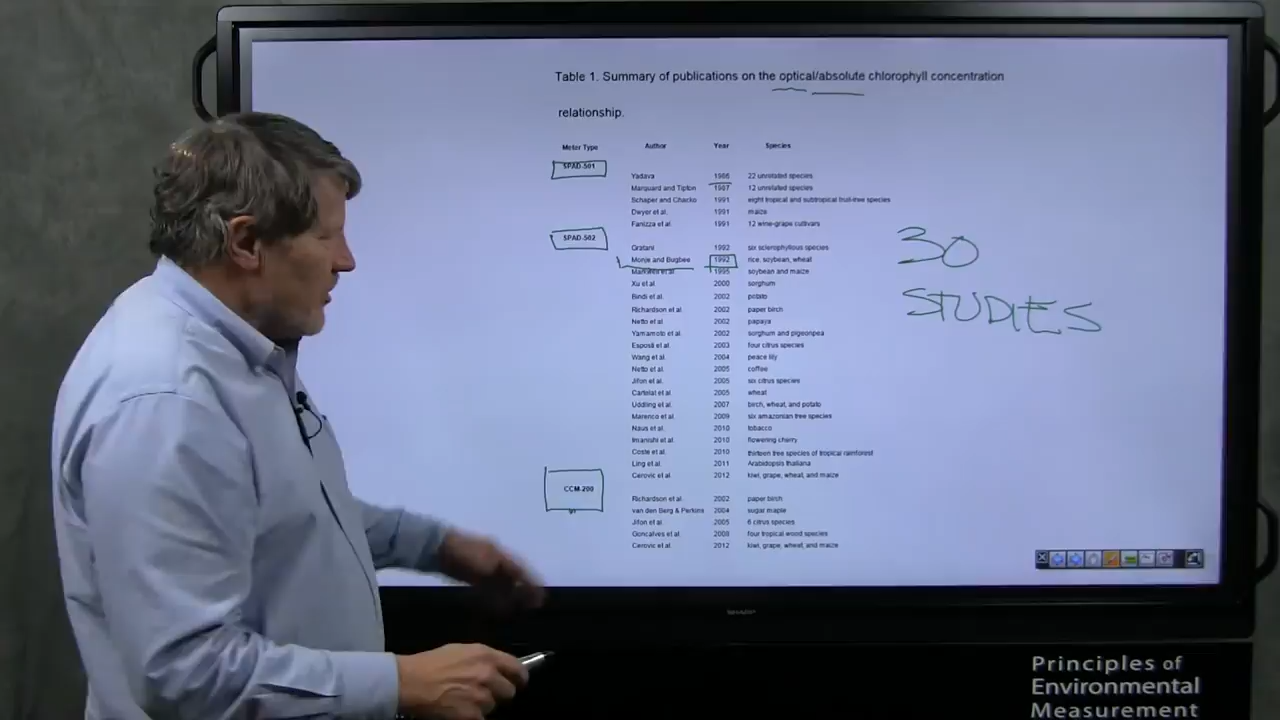 Table 1. Summary of publications on the optical/absolute chlorophyll concentration
relationship.
Meter Type Author Year Species
SPAD-501
Yadava 1986 22 unrelated species
Marquard and Tipton 1987 12 unrelated species
Schaper and Chacko 1991 eight tropical and subtropical fruit-tree species
Dwyer et al. 1991 maize
Fanizza et al. 1991 12 wine-grape cultivars
SPAD-502
Gratani 1992 six sclerophyllous species
Monje and Bugbee 1992 rice, soybean, wheat
Markwell et al. 1995 soybean and maize
Xu et al. 2000 sorghum
Bindi et al. 2002 potato
Richardson et al. 2002 paper birch
Netto et al. 2002 papaya
Yamamoto et al. 2002 sorghum and pigeonpea
Esposti et al. 2003 four citrus species
Wang et al. 2004 peace lily
Netto et al. 2005 coffee
Jifon et al. 2005 six citrus species
Cartelat et al. 2005 wheat
Uddling et al. 2007 birch, wheat, and potato
Marenco et al. 2009 six amazonian tree species
Naus et al. 2010 tobacco
Imanishi et al. 2010 flowering cherry
Coste et al. 2010 thirteen tree species of tropical rainforest
Ling et al. 2011 Arabidopsis thaliana
Cerovic et al. 2012 kiwi, grape, wheat, and maize
CCM-200
Richardson et al. 2002 paper birch
van den Berg & Perkins 2004 sugar maple
Jifon et al. 2005 6 citrus species
Goncalves et al. 2008 four tropical wood species
Cerovic et al. 2012 kiwi, grape, wheat, and maize
30
STUDIES
SHARP
Principles of
Environmental
Measurement